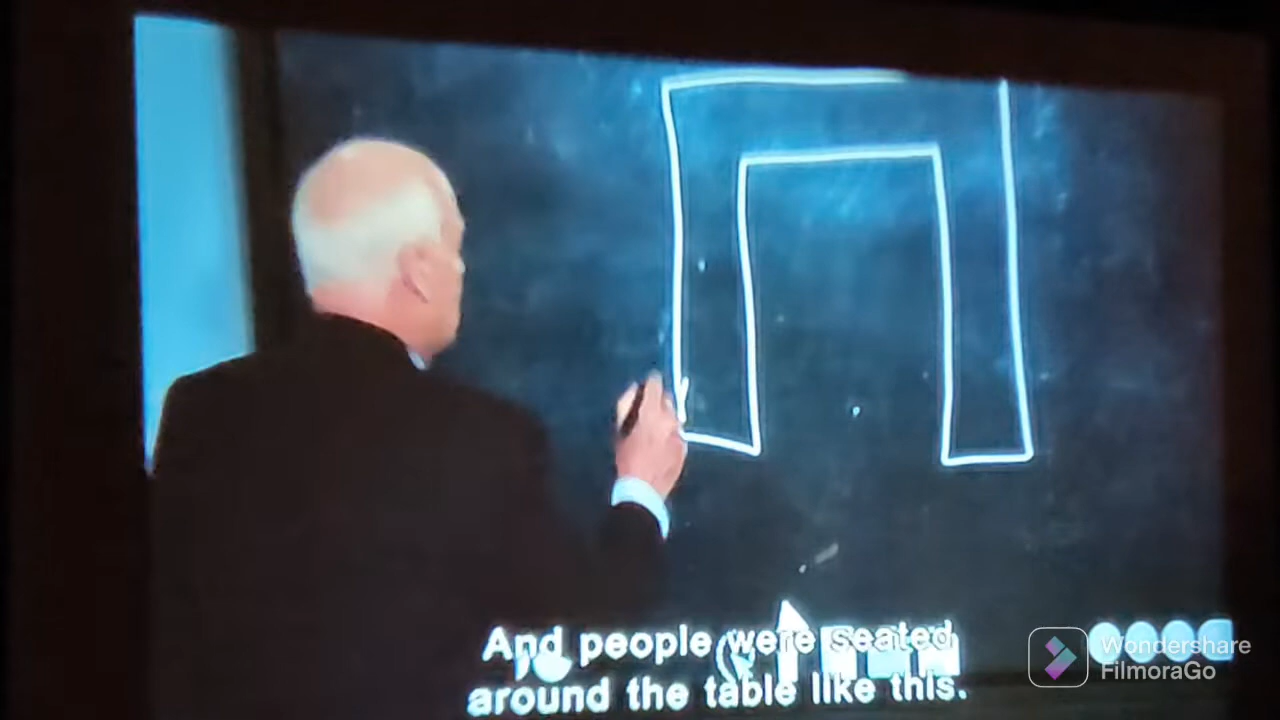 And people were seated
around the table like this.
Wondershare
FilmoraGo